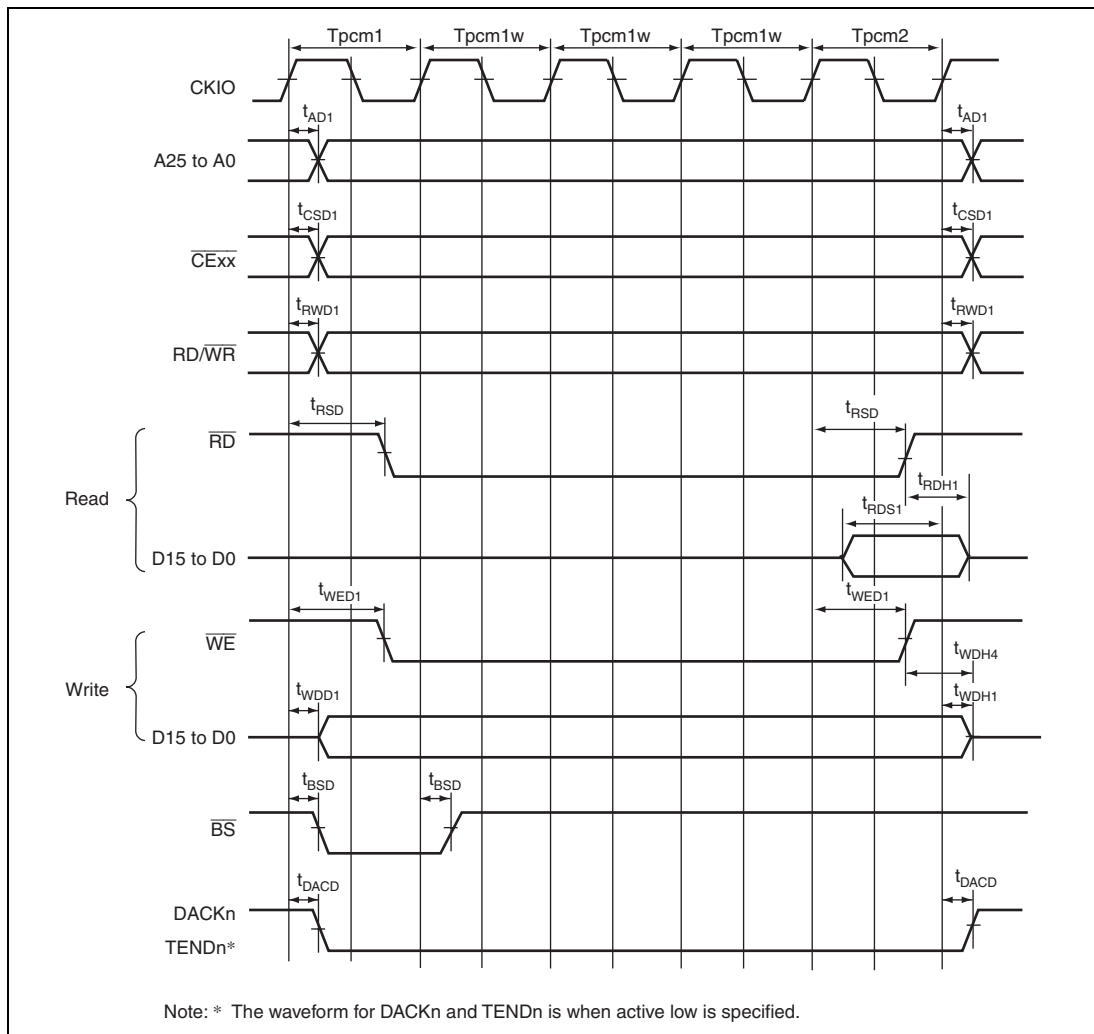 Tpcm1 Tpcm1w Tpcm1w Tpcm1w Tpcm2
CKIO
tAD1 tAD1
A25 to A0
tCSD1 tCSD1
CExx
tRWD1 tRWD1
RD/WR
tRSD tRSD
RD
tRDH1
Read
tRDS1
D15 to D0
tWED1 tWED1
WE
tWDH4
Write
tWDD1 tWDH1
D15 to D0
tBSD tBSD
BS
tDACD tDACD
DACKn
TENDn*
Note: * The waveform for DACKn and TENDn is when active low is specified.